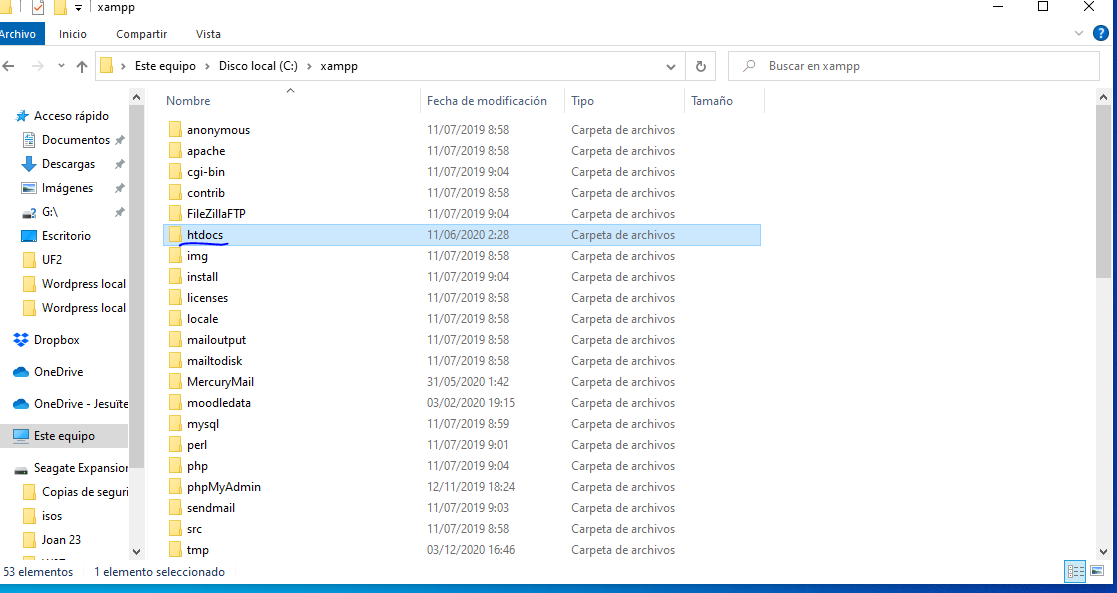 xampp
Archivo Inicio Compartir Vista
Este equipo Disco local (C:) xampp Buscar en xampp
Nombre Fecha de modificación Tipo Tamaño
Acceso rápido
Documentos
Descargas
Imágenes
G:\
Escritorio
UF2
Wordpress local
Wordpress local
Dropbox
OneDrive
OneDrive - Jesuïte
Este equipo
Seagate Expansion
Copias de seguri
isos
Joan 23
anonymous 11/07/2019 8:58 Carpeta de archivos
apache 11/07/2019 8:58 Carpeta de archivos
cgi-bin 11/07/2019 9:04 Carpeta de archivos
contrib 11/07/2019 8:58 Carpeta de archivos
FileZillaFTP 11/07/2019 9:04 Carpeta de archivos
htdocs 11/06/2020 2:28 Carpeta de archivos
img 11/07/2019 8:58 Carpeta de archivos
install 11/07/2019 9:04 Carpeta de archivos
licenses 11/07/2019 8:58 Carpeta de archivos
locale 11/07/2019 8:58 Carpeta de archivos
mailoutput 11/07/2019 8:58 Carpeta de archivos
mailtodisk 11/07/2019 8:58 Carpeta de archivos
MercuryMail 31/05/2020 1:42 Carpeta de archivos
moodledata 03/02/2020 19:15 Carpeta de archivos
mysql 11/07/2019 8:59 Carpeta de archivos
perl 11/07/2019 9:01 Carpeta de archivos
php 11/07/2019 9:04 Carpeta de archivos
phpMyAdmin 12/11/2019 18:24 Carpeta de archivos
sendmail 11/07/2019 9:03 Carpeta de archivos
src 11/07/2019 8:58 Carpeta de archivos
tmp 03/12/2020 16:46 Carpeta de archivos
53 elementos 1 elemento seleccionado